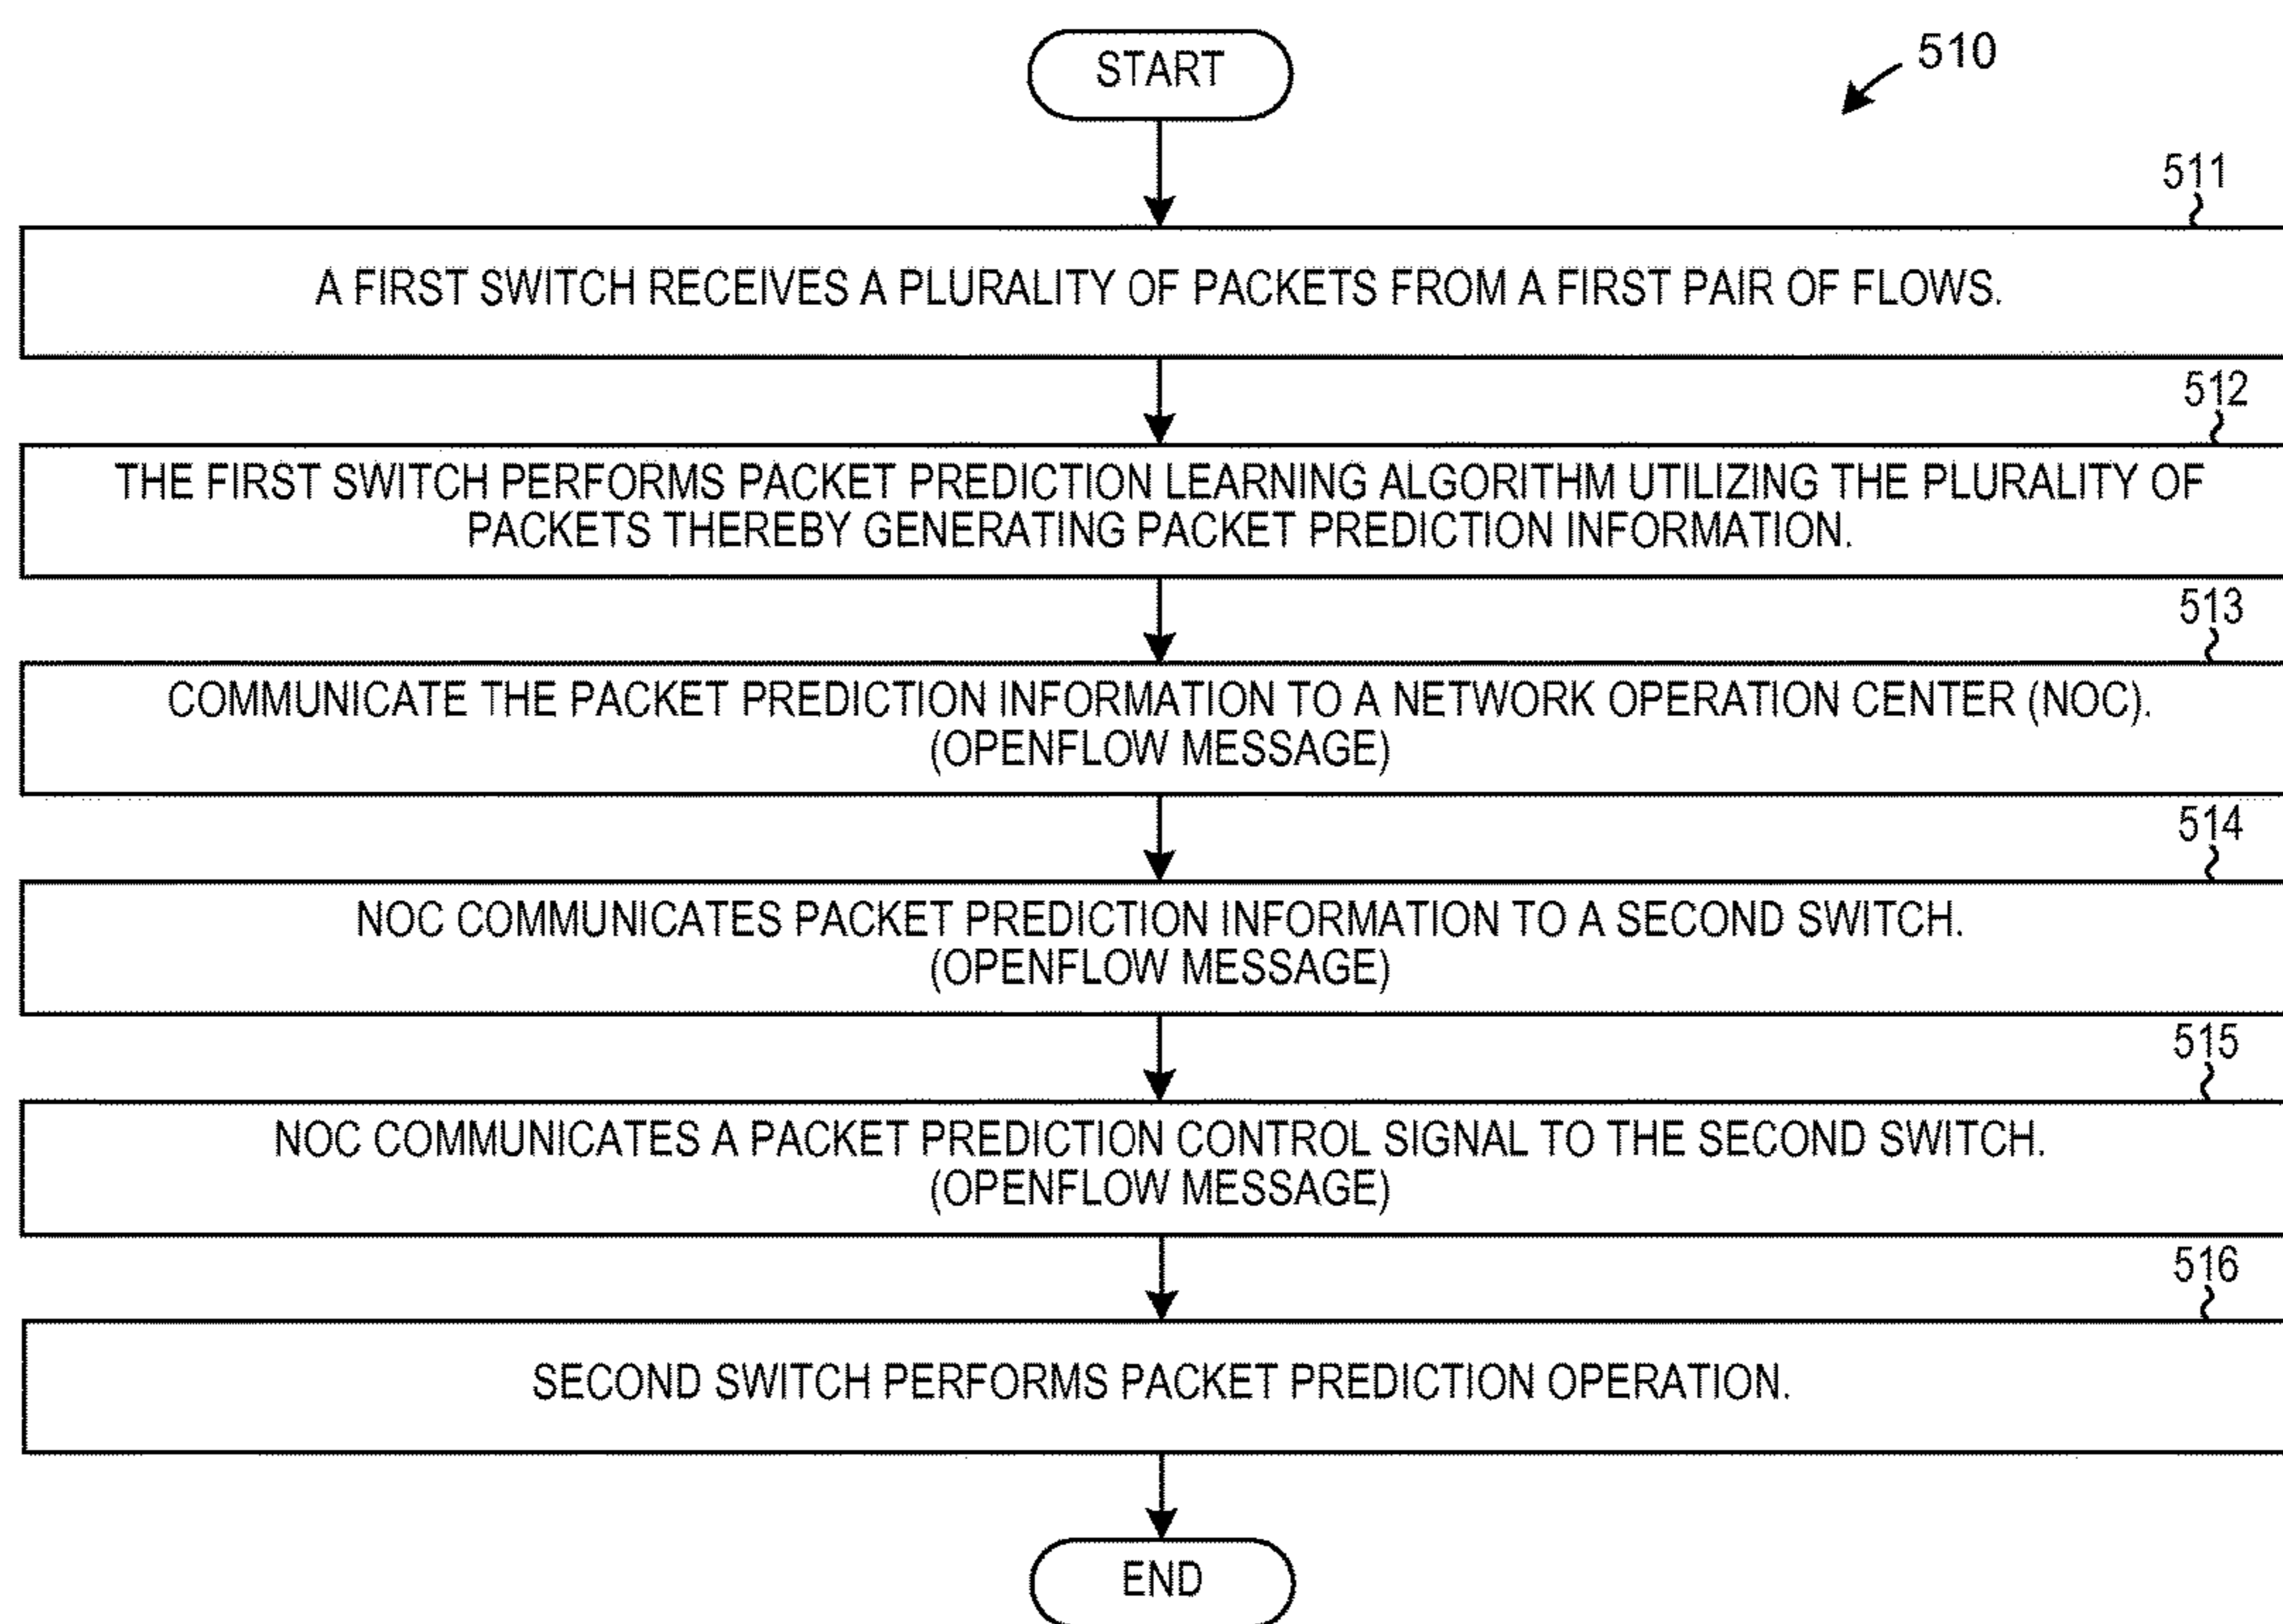 START
510
511
A FIRST SWITCH RECEIVES A PLURALITY OF PACKETS FROM A FIRST PAIR OF FLOWS.
512
THE FIRST SWITCH PERFORMS PACKET PREDICTION LEARNING ALGORITHM UTILIZING THE PLURALITY OF
PACKETS THEREBY GENERATING PACKET PREDICTION INFORMATION.
513
COMMUNICATE THE PACKET PREDICTION INFORMATION TO A NETWORK OPERATION CENTER (NOC).
(OPENFLOW MESSAGE)
514
NOC COMMUNICATES PACKET PREDICTION INFORMATION TO A SECOND SWITCH.
(OPENFLOW MESSAGE)
515
NOC COMMUNICATES A PACKET PREDICTION CONTROL SIGNAL TO THE SECOND SWITCH.
(OPENFLOW MESSAGE)
516
SECOND SWITCH PERFORMS PACKET PREDICTION OPERATION.
END